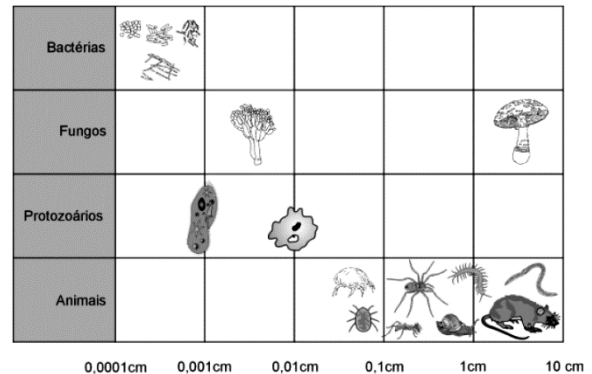 Bactérias
Fungos
Protozoários
Animais
0,0001cm 0,001cm 0,01cm 0,1cm 1cm 10 cm